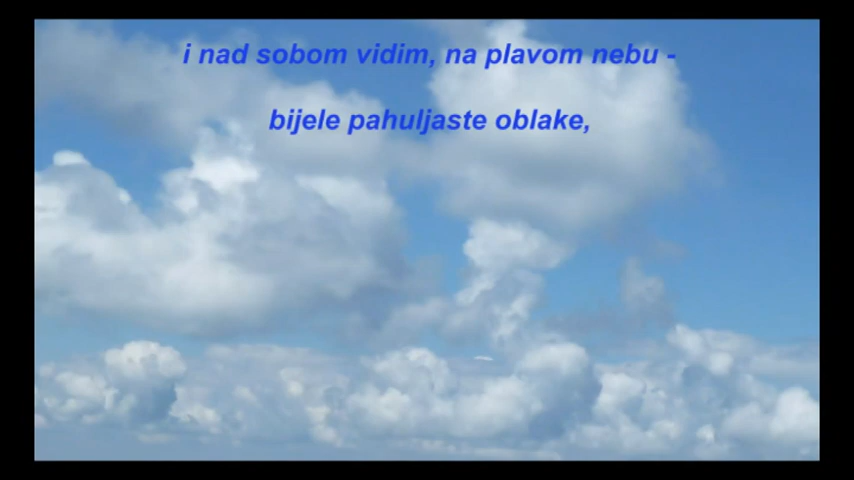 i nad sobom vidim, na plavom nebu -
bijele pahuljaste oblake,